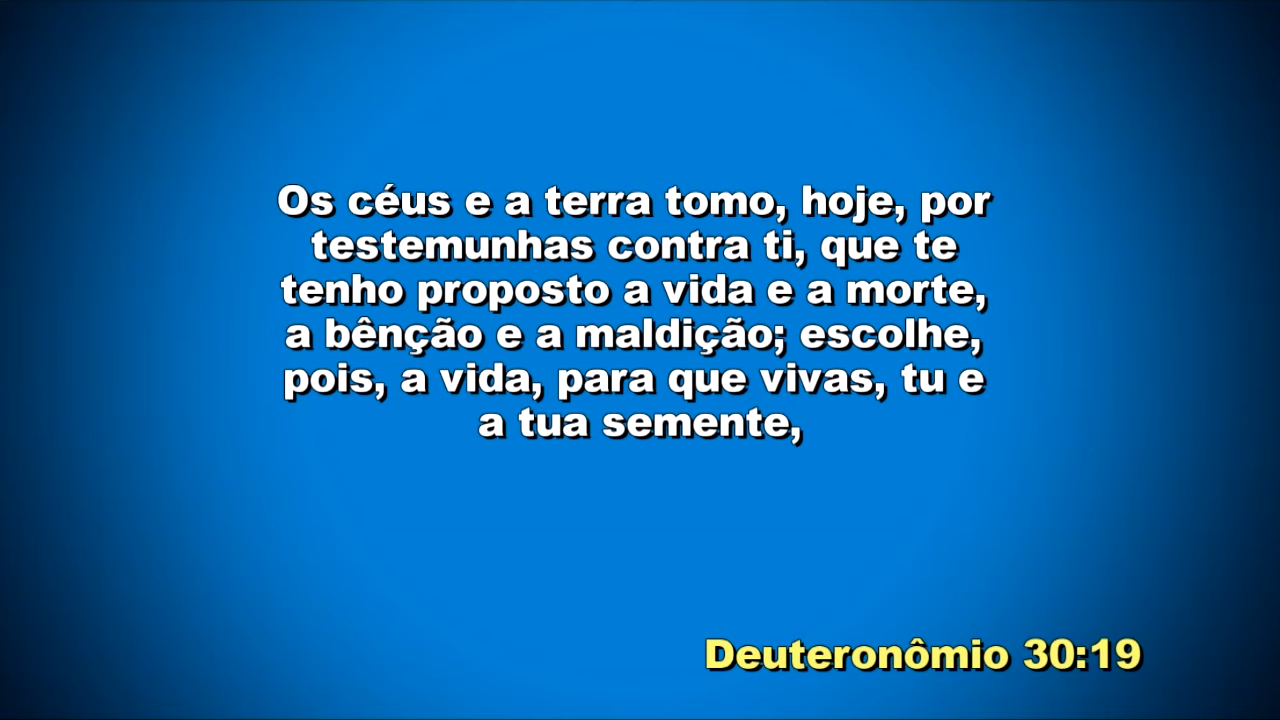 Os céus e a terra tomo, hoje, por
testemunhas contra ti, que te
tenho proposto a vida e a morte,
a bênção e a maldição; escolhe,
pois, a vida, para que vivas, tu e
a tua semente,
Deuteronômio 30:19